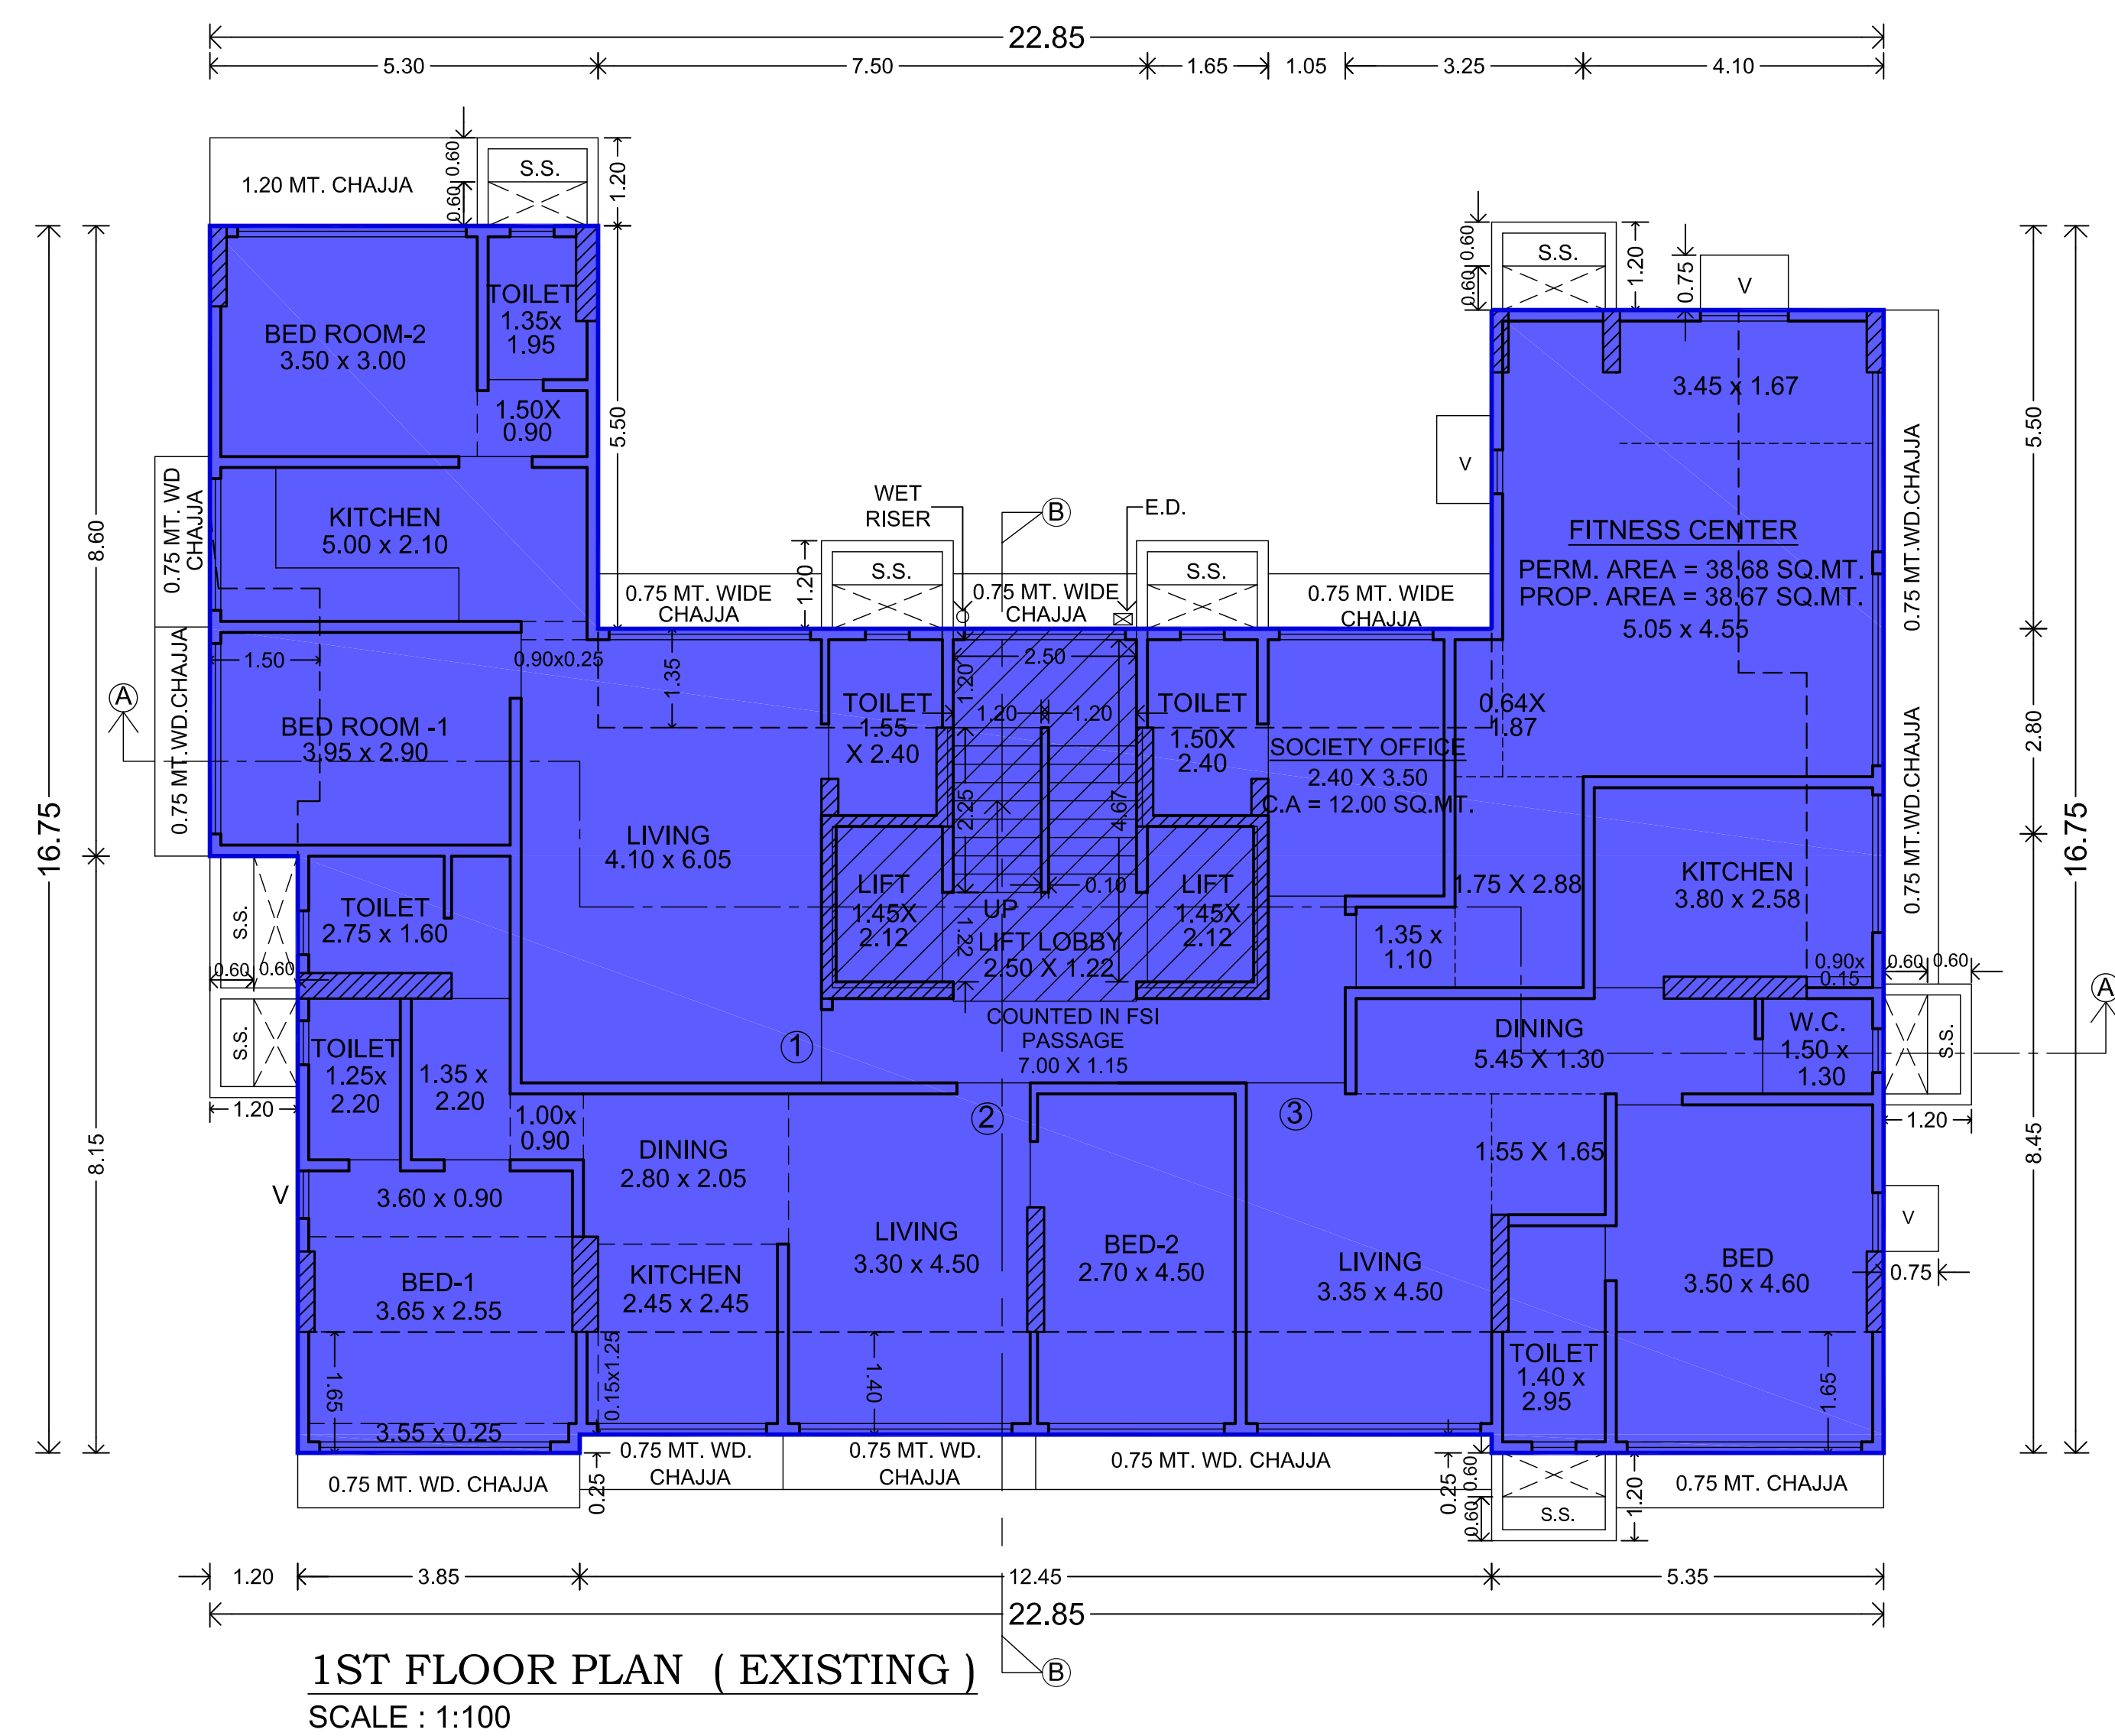 22.85
5.30
7.50
1.65
1.05
3.25
4.10
1.20 MT. CHAJJA
0.60
0.60
S.S.
1.20
0.60
0.60
S.S.
1.20
0.75
V
16.75
8.60
8.15
BED ROOM-2
3.50 x 3.00
TOILET
1.35x
1.95
1.50X
0.90
5.50
3.45 x 1.67
V
0.75 MT.WD.CHAJJA
5.50
2.80
8.45
16.75
0.75 MT. WD
CHAJJA
KITCHEN
5.00 x 2.10
WET
RISER
B
E.D.
FITNESS CENTER
PERM. AREA = 38.68 SQ.MT.
PROP. AREA = 38.67 SQ.MT.
5.05 x 4.55
0.75 MT. WIDE
CHAJJA
1.20
S.S.
0.75 MT. WIDE
CHAJJA
S.S.
0.75 MT. WIDE
CHAJJA
0.75 MT.WD.CHAJJA
1.50
0.90x0.25
1.35
1.20
2.50
A
BED ROOM -1
3.95 x 2.90
TOILET
1.55
X 2.40
1.20
1.20
TOILET
1.50X
2.40
SOCIETY OFFICE
2.40 X 3.50
C.A = 12.00 SQ.MT.
0.64X
1.87
0.75 MT.WD.CHAJJA
LIVING
4.10 x 6.05
2.25
4.67
LIFT
1.45X
2.12
UP
0.10
1.22
LIFT LOBBY
2.50 X 1.22
LIFT
1.45X
2.12
1.75 X 2.88
KITCHEN
3.80 x 2.58
1.35 x
1.10
0.90x
0.15
0.60
0.60
A
S.S.
0.60
0.60
TOILET
2.75 x 1.60
S.S.
1.20
TOILET
1.25x
2.20
1.35 x
2.20
1
COUNTED IN FSI
PASSAGE
7.00 X 1.15
DINING
5.45 X 1.30
W.C.
1.50 x
1.30
S.S.
1.20
1.00x
0.90
2
3
V
3.60 x 0.90
DINING
2.80 x 2.05
1.55 X 1.65
V
0.75
BED-1
3.65 x 2.55
KITCHEN
2.45 x 2.45
LIVING
3.30 x 4.50
BED-2
2.70 x 4.50
LIVING
3.35 x 4.50
BED
3.50 x 4.60
1.65
0.15x1.25
1.40
TOILET
1.40 x
2.95
1.65
3.55 x 0.25
0.75 MT. WD. CHAJJA
0.25
0.75 MT. WD.
CHAJJA
0.75 MT. WD.
CHAJJA
0.75 MT. WD. CHAJJA
0.25
0.60
0.60
S.S.
1.20
0.75 MT. CHAJJA
1.20
3.85
12.45
5.35
22.85
B
1ST FLOOR PLAN ( EXISTING )
SCALE : 1:100